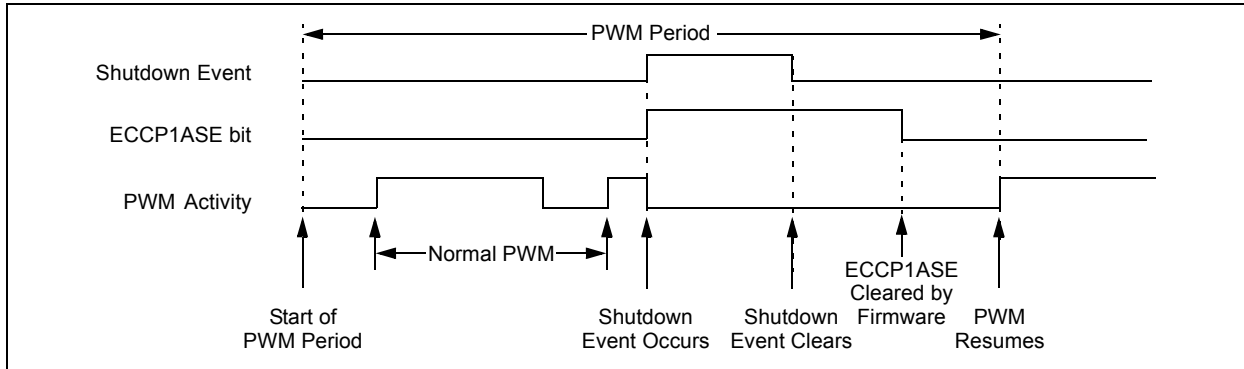 PWM Period
Shutdown Event
ECCP1ASE bit
PWM Activity
Normal PWM
Start of
PWM Period
Shutdown
Event Occurs
Shutdown
Event Clears
ECCP1ASE
Cleared by
Firmware
PWM
Resumes